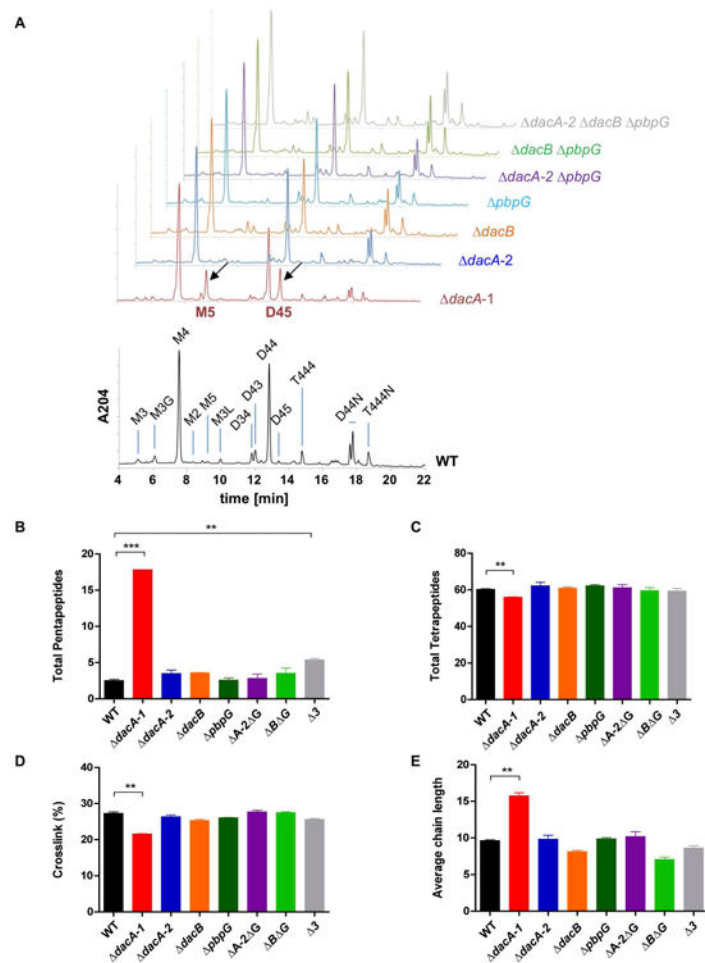 A
ΔdacA-2 ΔdacB ΔpbpG
ΔdacB ΔpbpG
ΔdacA-2 ΔpbpG
ΔpbpG
ΔdacB
ΔdacA-2
ΔdacA-1
M5 D45
M4
D44
A204
M3
M3G
M2
M5
M3L
D34
D43
D45
T444
D44N
T444N
WT
4 6 8 10 12 14 16 18 20 22
time [min]
B
**
***
Total Pentapeptides
20
15
10
5
0
WT ΔdacA-1 ΔdacA-2 ΔdacB ΔpbpG ΔA-2ΔG ΔBΔG Δ3
C
**
Total Tetrapeptides
80
60
40
20
0
WT ΔdacA-1 ΔdacA-2 ΔdacB ΔpbpG ΔA-2ΔG ΔBΔG Δ3
D
**
Crosslink (%)
40
30
20
10
0
WT ΔdacA-1 ΔdacA-2 ΔdacB ΔpbpG ΔA-2ΔG ΔBΔG Δ3
E
**
Average chain length
20
15
10
5
0
WT ΔdacA-1 ΔdacA-2 ΔdacB ΔpbpG ΔA-2ΔG ΔBΔG Δ3